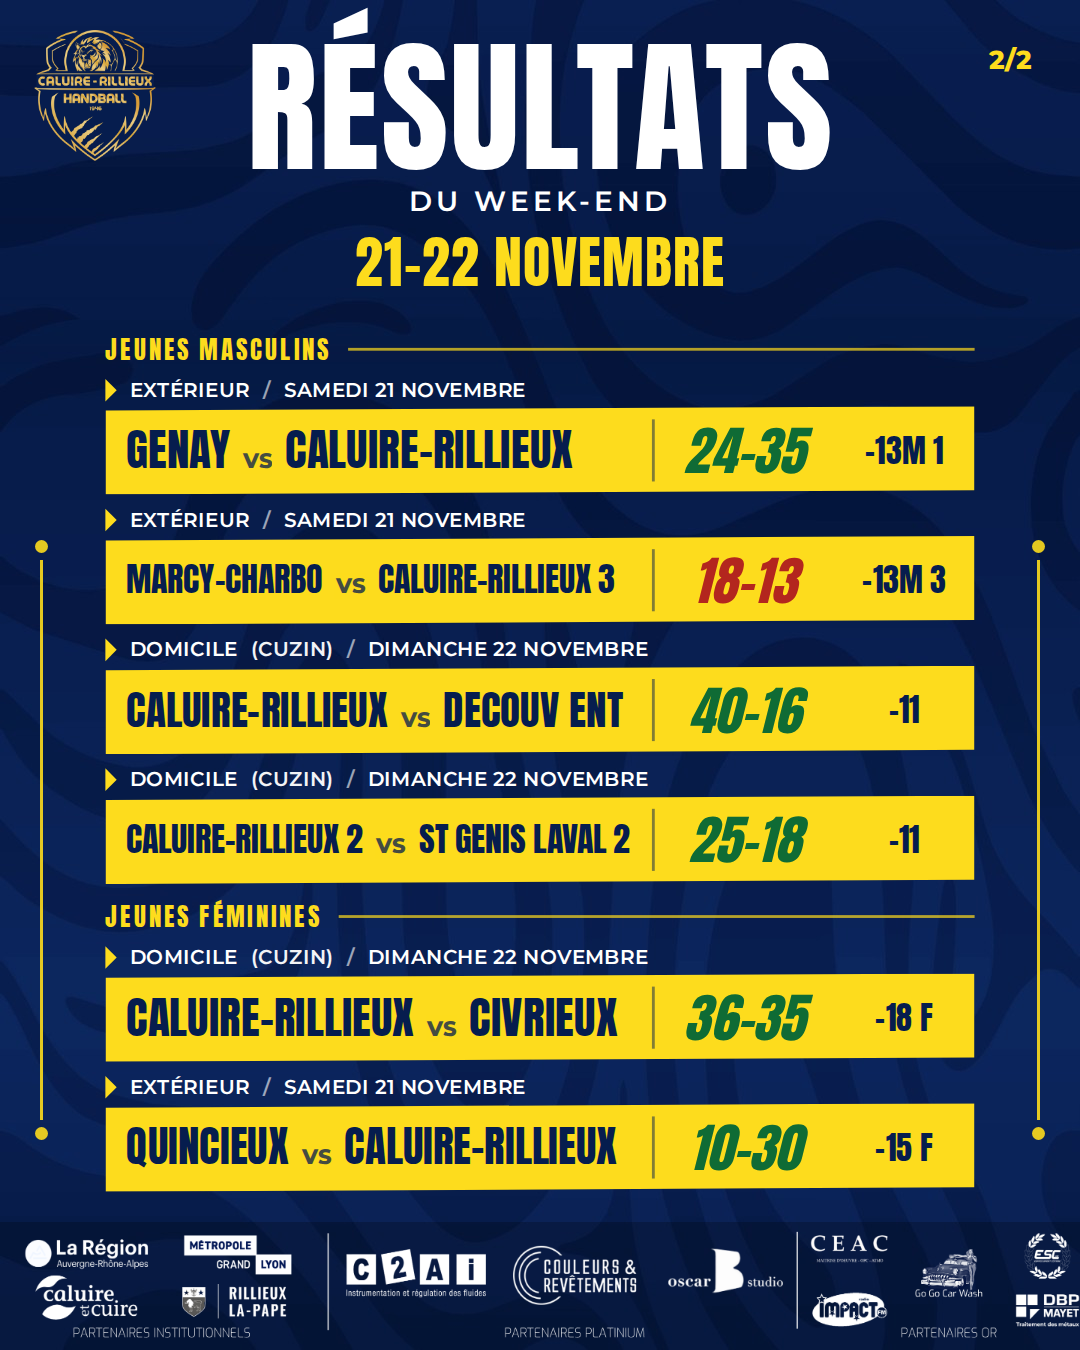 CALUIRE-RILLIEUX
HANDBALL
RÉSULTATS
2/2
DU WEEK-END
21-22 NOVEMBRE
JEUNES MASCULINS
EXTÉRIEUR / SAMEDI 21 NOVEMBRE
GENAY vs CALUIRE-RILLIEUX 24-35 -13M 1
EXTÉRIEUR / SAMEDI 21 NOVEMBRE
MARCY-CHARBO vs CALUIRE-RILLIEUX 3 18-13 -13M 3
DOMICILE (CUZIN) / DIMANCHE 22 NOVEMBRE
CALUIRE-RILLIEUX vs DECOUV ENT 40-16 -11
DOMICILE (CUZIN) / DIMANCHE 22 NOVEMBRE
CALUIRE-RILLIEUX 2 vs ST GENIS LAVAL 2 25-18 -11
JEUNES FÉMININES
DOMICILE (CUZIN) / DIMANCHE 22 NOVEMBRE
CALUIRE-RILLIEUX vs CIVRIEUX 36-35 -18 F
EXTÉRIEUR / SAMEDI 21 NOVEMBRE
QUINCIEUX vs CALUIRE-RILLIEUX 10-30 -15 F
La Région
Auvergne-Rhône-Alpes
MÉTROPOLE
GRAND LYON
caluire
et cuire
RILLIEUX
LA-PAPE
PARTENAIRES INSTITUTIONNELS
C2Ai
Instrumentation et régulation des fluides
COULEURS &
REVÊTEMENTS
oscar B studio
PARTENAIRES PLATINIUM
CEAC
radio
IMPACT FM
Go Go Car Wash
ESC
DBP
MAYET
Traitement des métaux
PARTENAIRES OR